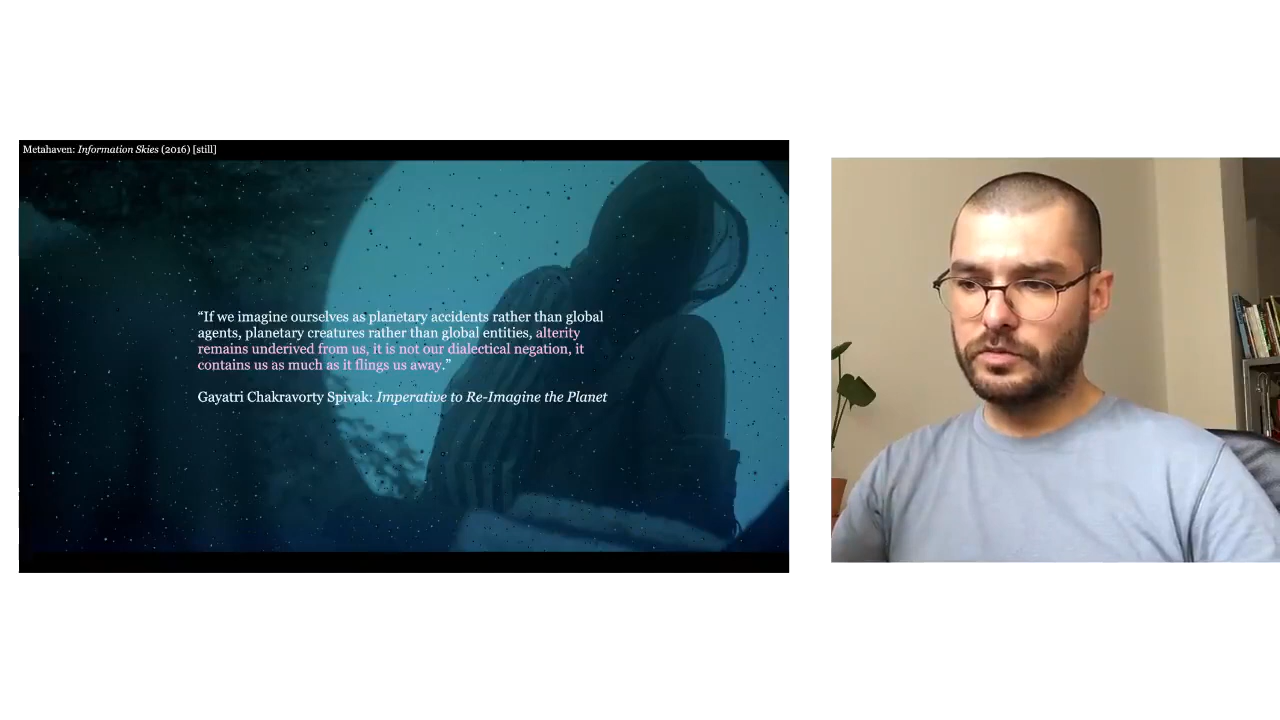 Metahaven: Information Skies (2016) [still]
“If we imagine ourselves as planetary accidents rather than global
agents, planetary creatures rather than global entities, alterity
remains underived from us, it is not our dialectical negation, it
contains us as much as it flings us away.”
Gayatri Chakravorty Spivak: Imperative to Re-Imagine the Planet